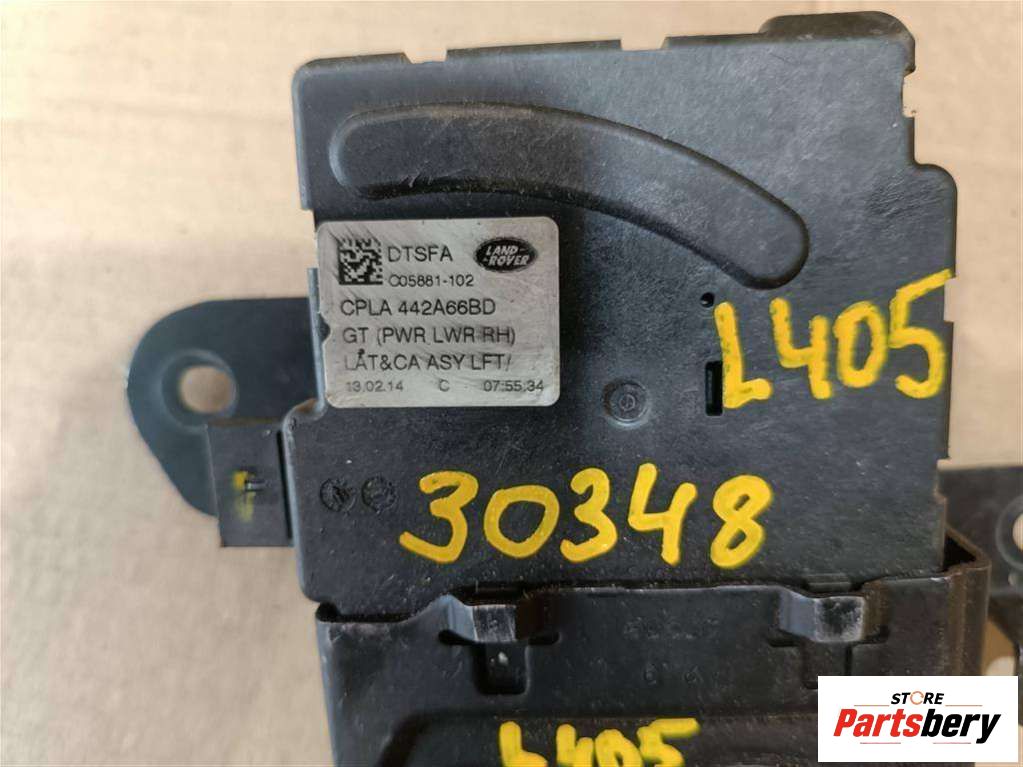 DTSFA
LAND-
ROVER
C05881-102
CPLA 442A66BD
GT (PWR LWR RH)
LAT&CA ASY LFT/
13.02.14 C 07:55:34
L405
30348
L405
STORE
Partsbery